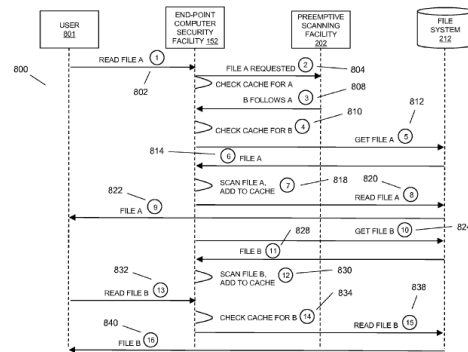 USER
801
END-POINT
COMPUTER
SECURITY
FACILITY 152
PREEMPTIVE
SCANNING
FACILITY
202
FILE
SYSTEM
212
800
READ FILE A 1
802
FILE A REQUESTED 2
804
CHECK CACHE FOR A
808
B FOLLOWS A 3
810
CHECK CACHE FOR B 4
812
GET FILE A 5
814
6 FILE A
SCAN FILE A, 7
ADD TO CACHE
818
820
READ FILE A 8
822
FILE A 9
824
GET FILE B 10
828
FILE B 11
832
SCAN FILE B, 12
ADD TO CACHE
830
READ FILE B 13
834
CHECK CACHE FOR B 14
838
READ FILE B 15
840
FILE B 16